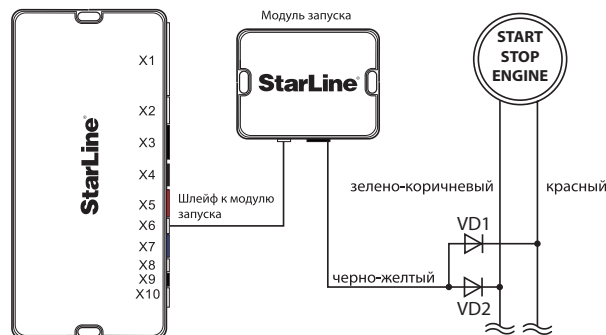 Модуль запуска
START
STOP
ENGINE
X1
StarLine
X2
X3
StarLine
X4
зелено-коричневый
красный
X5
Шлейф к модулю
запуска
X6
VD1
X7
X8
черно-желтый
X9
X10
VD2